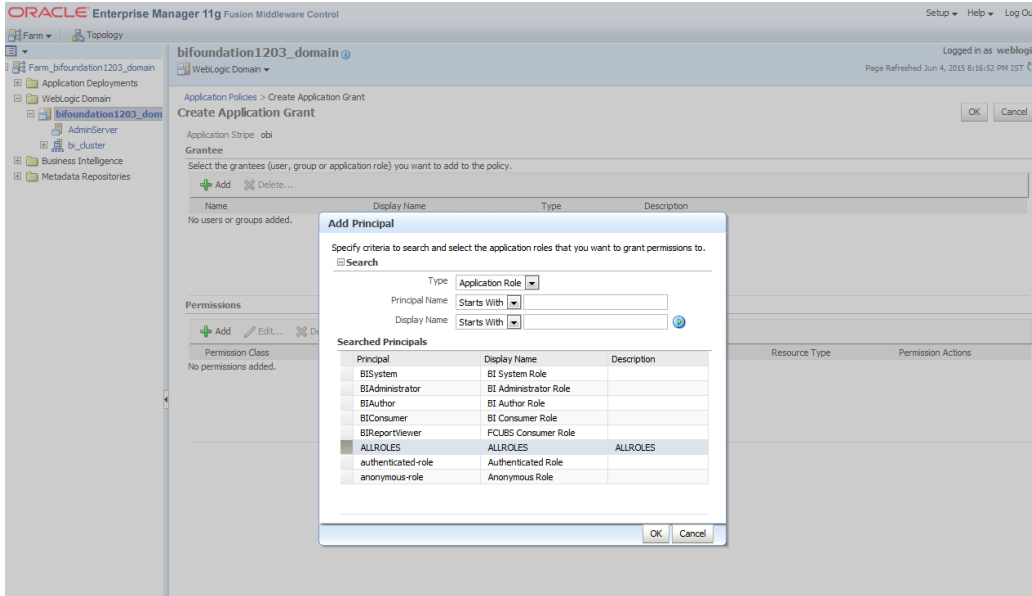 ORACLE Enterprise Manager 11g Fusion Middleware Control
Setup Help Log Ou
Farm Topology
Farm_bifoundation1203_domain
Application Deployments
WebLogic Domain
bifoundation1203_dom
AdminServer
bi_cluster
Business Intelligence
Metadata Repositories
bifoundation1203_domain
Logged in as weblogi
WebLogic Domain
Page Refreshed Jun 4, 2015 8:16:52 PM IST
Application Policies > Create Application Grant
Create Application Grant
OK Cancel
Application Stripe obi
Grantee
Select the grantees (user, group or application role) you want to add to the policy.
Add Delete...
Name Display Name Type Description
No users or groups added.
Permissions
Add Edit... De
Permission Class Resource Type Permission Actions
No permissions added.
Add Principal
Specify criteria to search and select the application roles that you want to grant permissions to.
Search
Type Application Role
Principal Name Starts With
Display Name Starts With
Searched Principals
Principal Display Name Description
BISystem BI System Role
BIAdministrator BI Administrator Role
BIAuthor BI Author Role
BIConsumer BI Consumer Role
BIReportViewer FCUBS Consumer Role
ALLROLES ALLROLES ALLROLES
authenticated-role Authenticated Role
anonymous-role Anonymous Role
OK Cancel